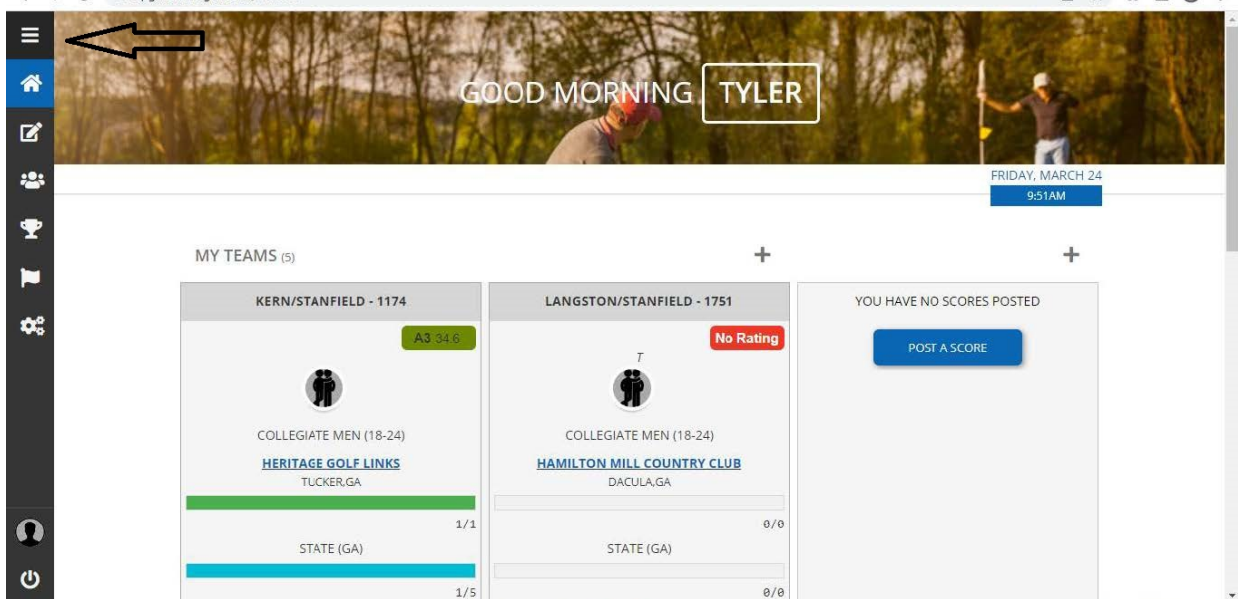 GOOD MORNING TYLER
FRIDAY, MARCH 24
9:51AM
MY TEAMS (5)
+
+
KERN/STANFIELD - 1174
A3 34.6
COLLEGIATE MEN (18-24)
HERITAGE GOLF LINKS
TUCKER,GA
1/1
STATE (GA)
1/5
LANGSTON/STANFIELD - 1751
No Rating
T
COLLEGIATE MEN (18-24)
HAMILTON MILL COUNTRY CLUB
DACULA,GA
0/0
STATE (GA)
0/0
YOU HAVE NO SCORES POSTED
POST A SCORE